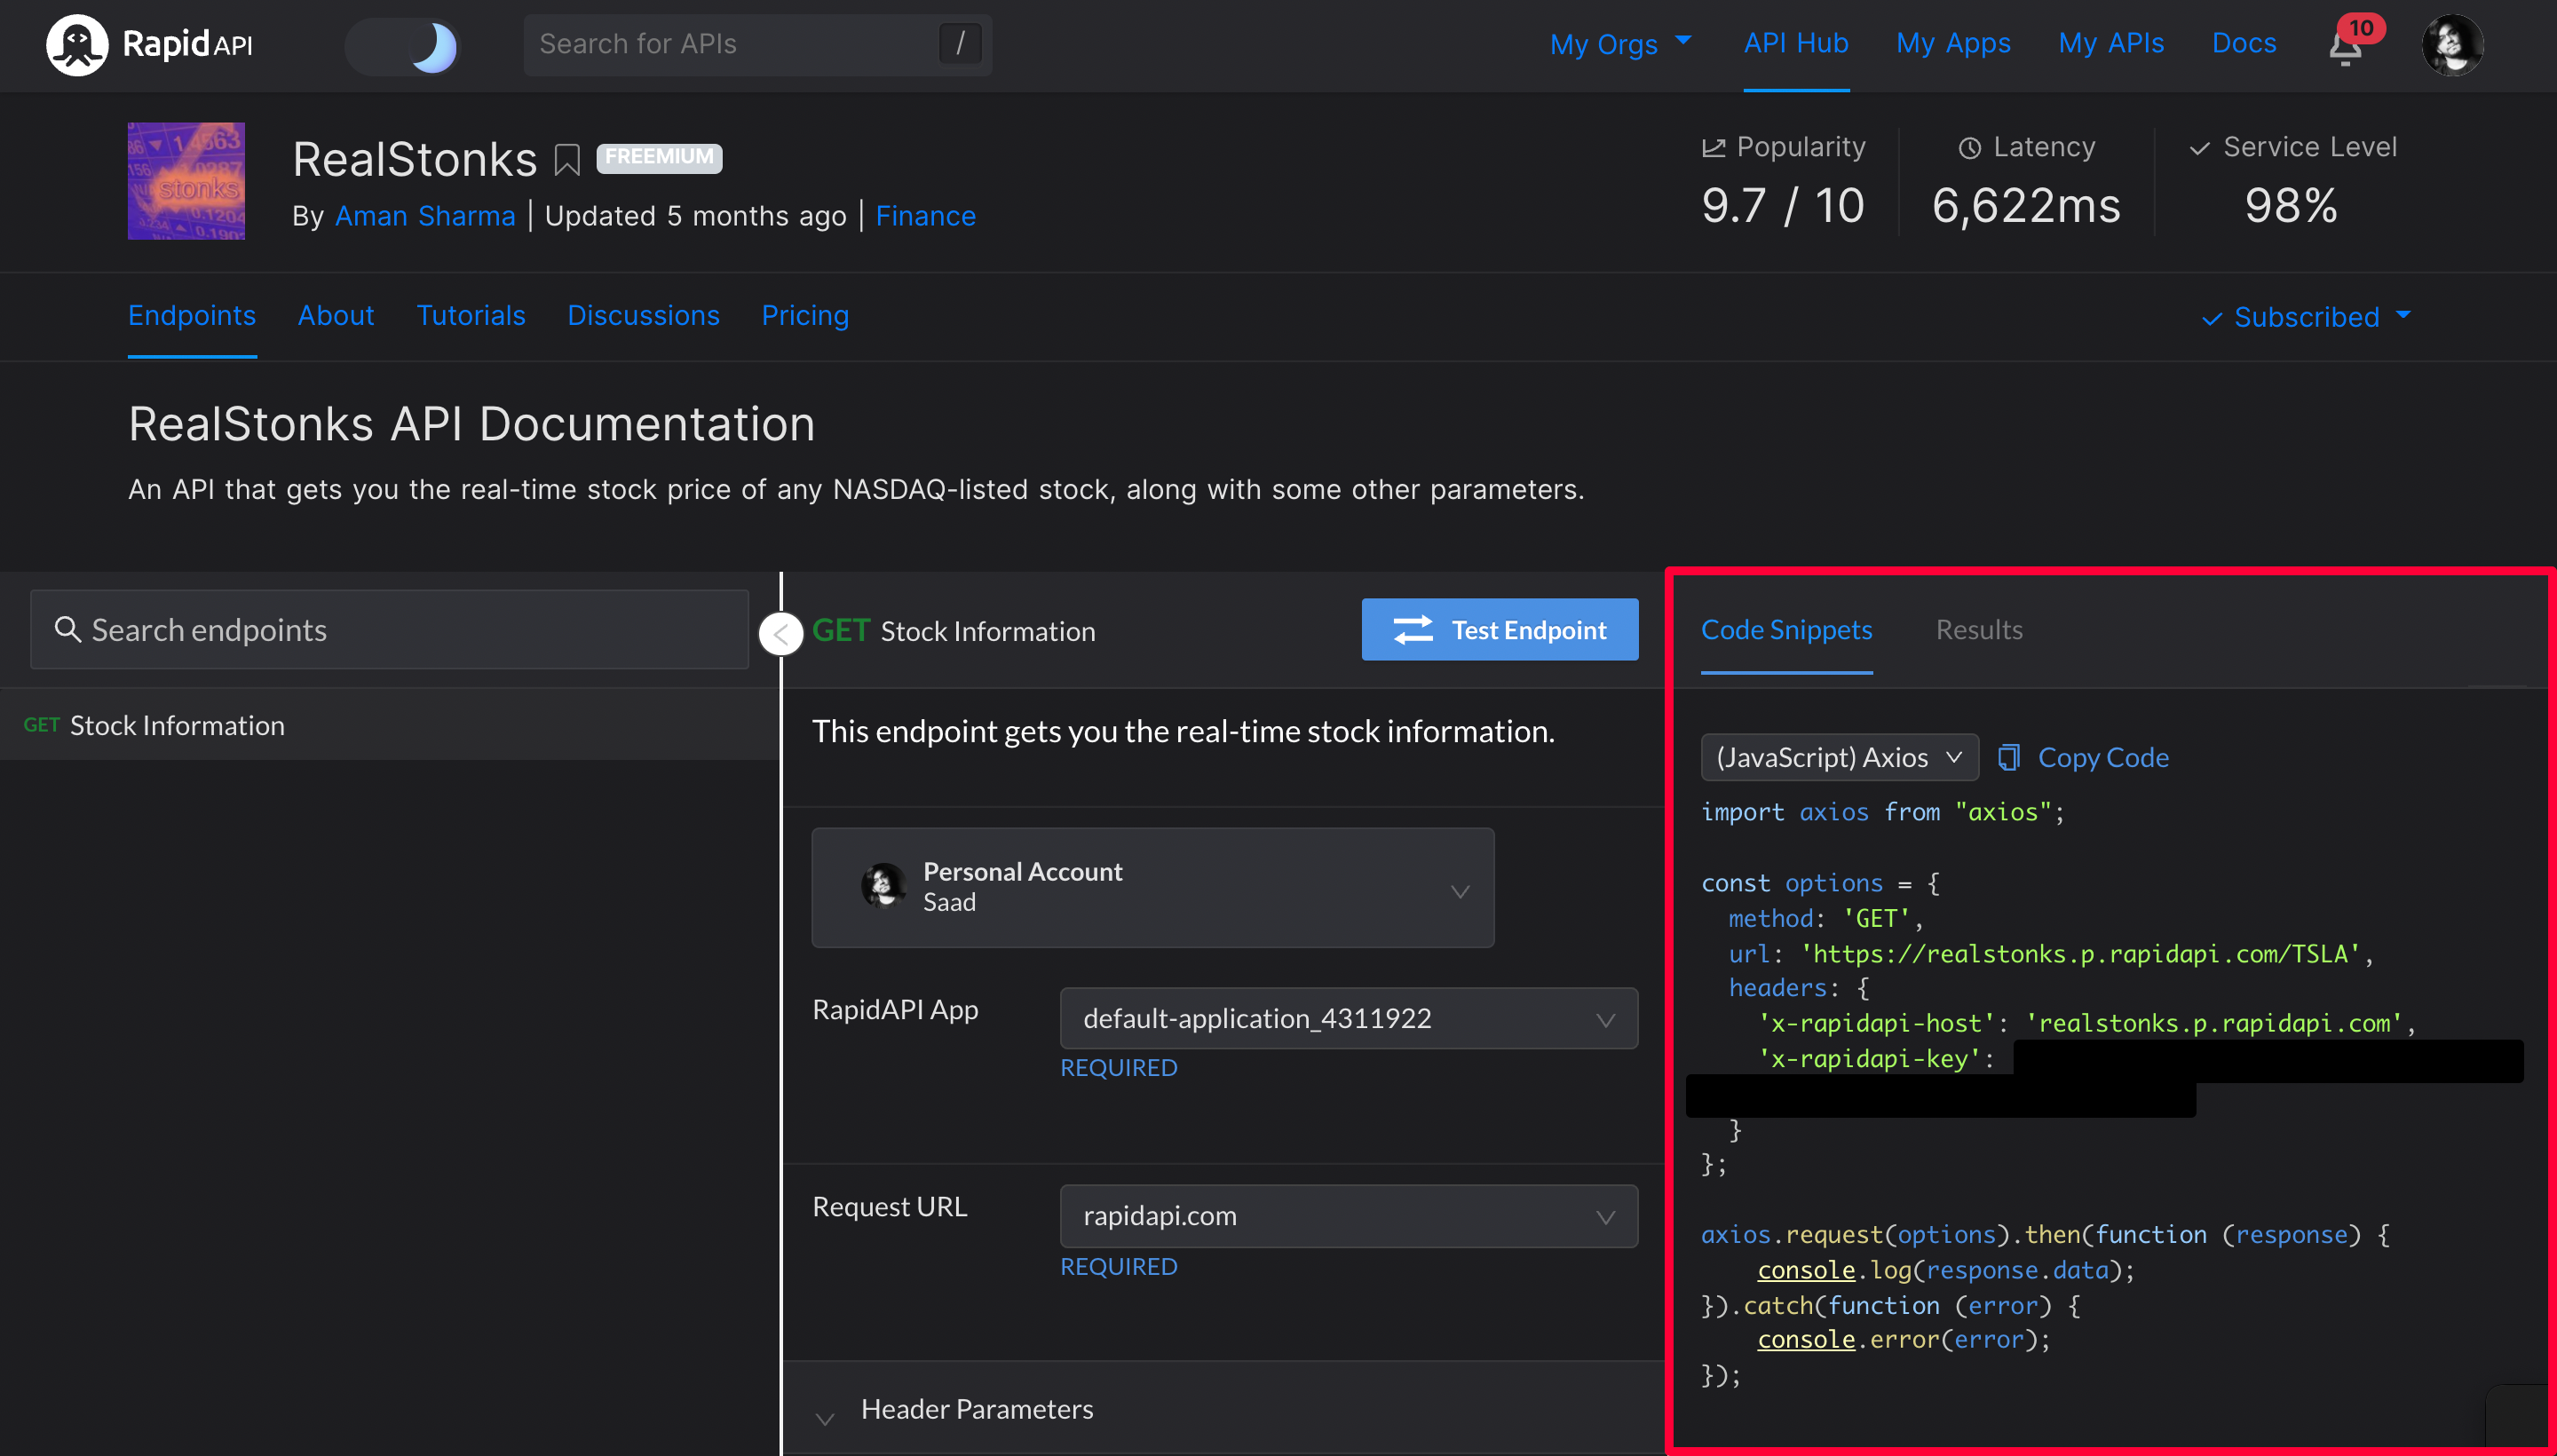 RapidAPI
Search for APIs /
My Orgs API Hub My Apps My APIs Docs 10
RealStonks FREEMIUM
By Aman Sharma | Updated 5 months ago | Finance
Popularity Latency Service Level
9.7 / 10 6,622ms 98%
stonks
Endpoints About Tutorials Discussions Pricing
Subscribed
RealStonks API Documentation
An API that gets you the real-time stock price of any NASDAQ-listed stock, along with some other parameters.
Search endpoints
GET Stock Information
GET Stock Information
Test Endpoint
This endpoint gets you the real-time stock information.
Personal Account
Saad
RapidAPI App
default-application_4311922
REQUIRED
Request URL
rapidapi.com
REQUIRED
Header Parameters
Code Snippets Results
(JavaScript) Axios Copy Code
import axios from "axios";
const options = {
method: 'GET',
url: 'https://realstonks.p.rapidapi.com/TSLA',
headers: {
'x-rapidapi-host': 'realstonks.p.rapidapi.com',
'x-rapidapi-key':
}
};
axios.request(options).then(function (response) {
console.log(response.data);
}).catch(function (error) {
console.error(error);
});